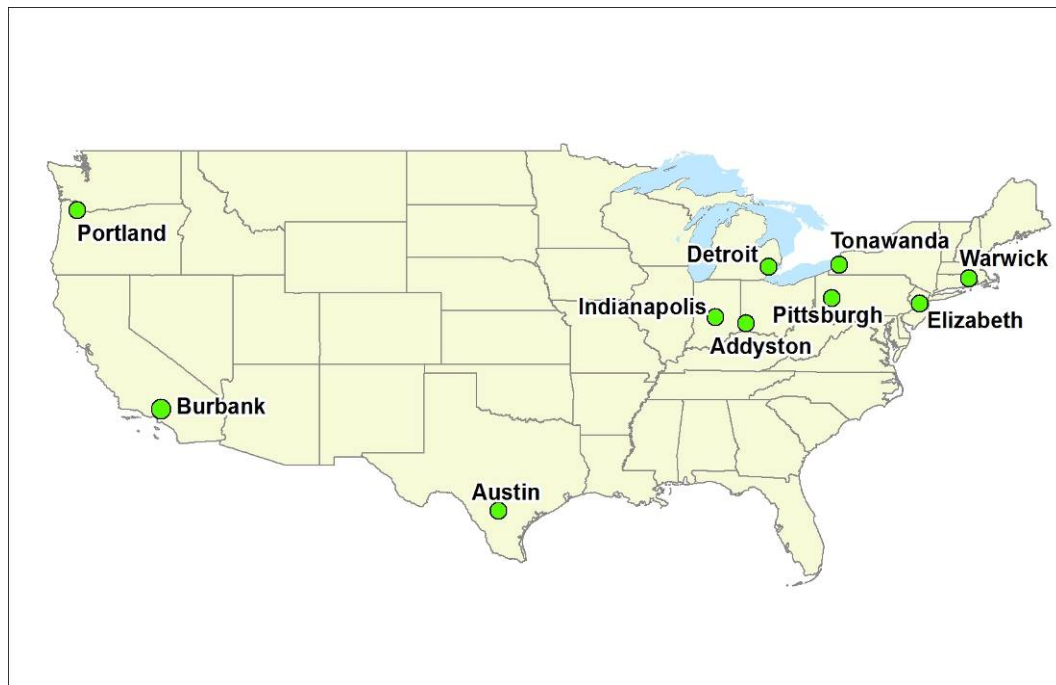 Portland
Detroit
Tonawanda
Warwick
Indianapolis
Pittsburgh
Elizabeth
Addyston
Burbank
Austin